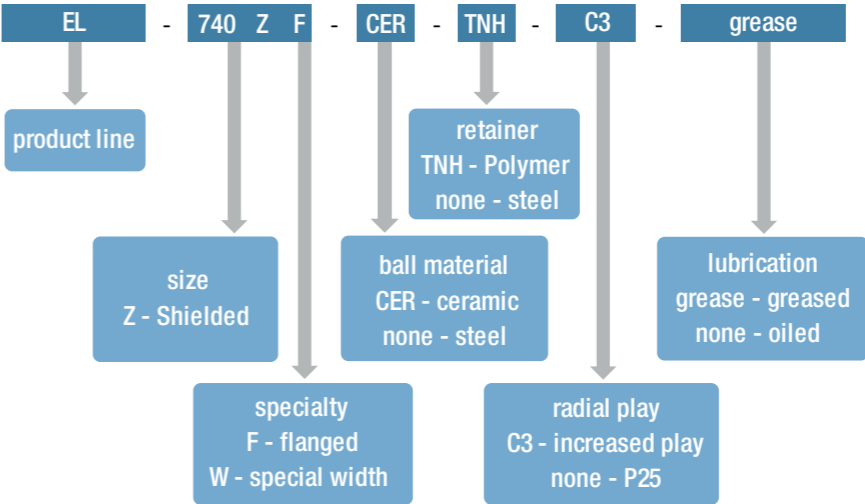 EL - 740 Z F - CER - TNH - C3 - grease
product line
retainer
TNH - Polymer
none - steel
size
Z - Shielded
ball material
CER - ceramic
none - steel
lubrication
grease - greased
none - oiled
specialty
F - flanged
W - special width
radial play
C3 - increased play
none - P25